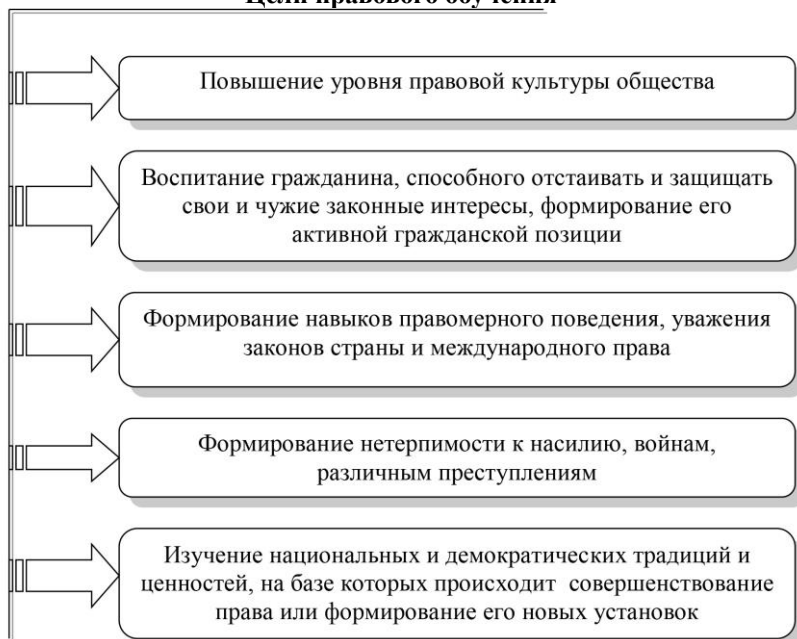 Цели правового обучения
Повышение уровня правовой культуры общества
Воспитание гражданина, способного отстаивать и защищать
свои и чужие законные интересы, формирование его
активной гражданской позиции
Формирование навыков правомерного поведения, уважения
законов страны и международного права
Формирование нетерпимости к насилию, войнам,
различным преступлениям
Изучение национальных и демократических традиций и
ценностей, на базе которых происходит совершенствование
права или формирование его новых установок